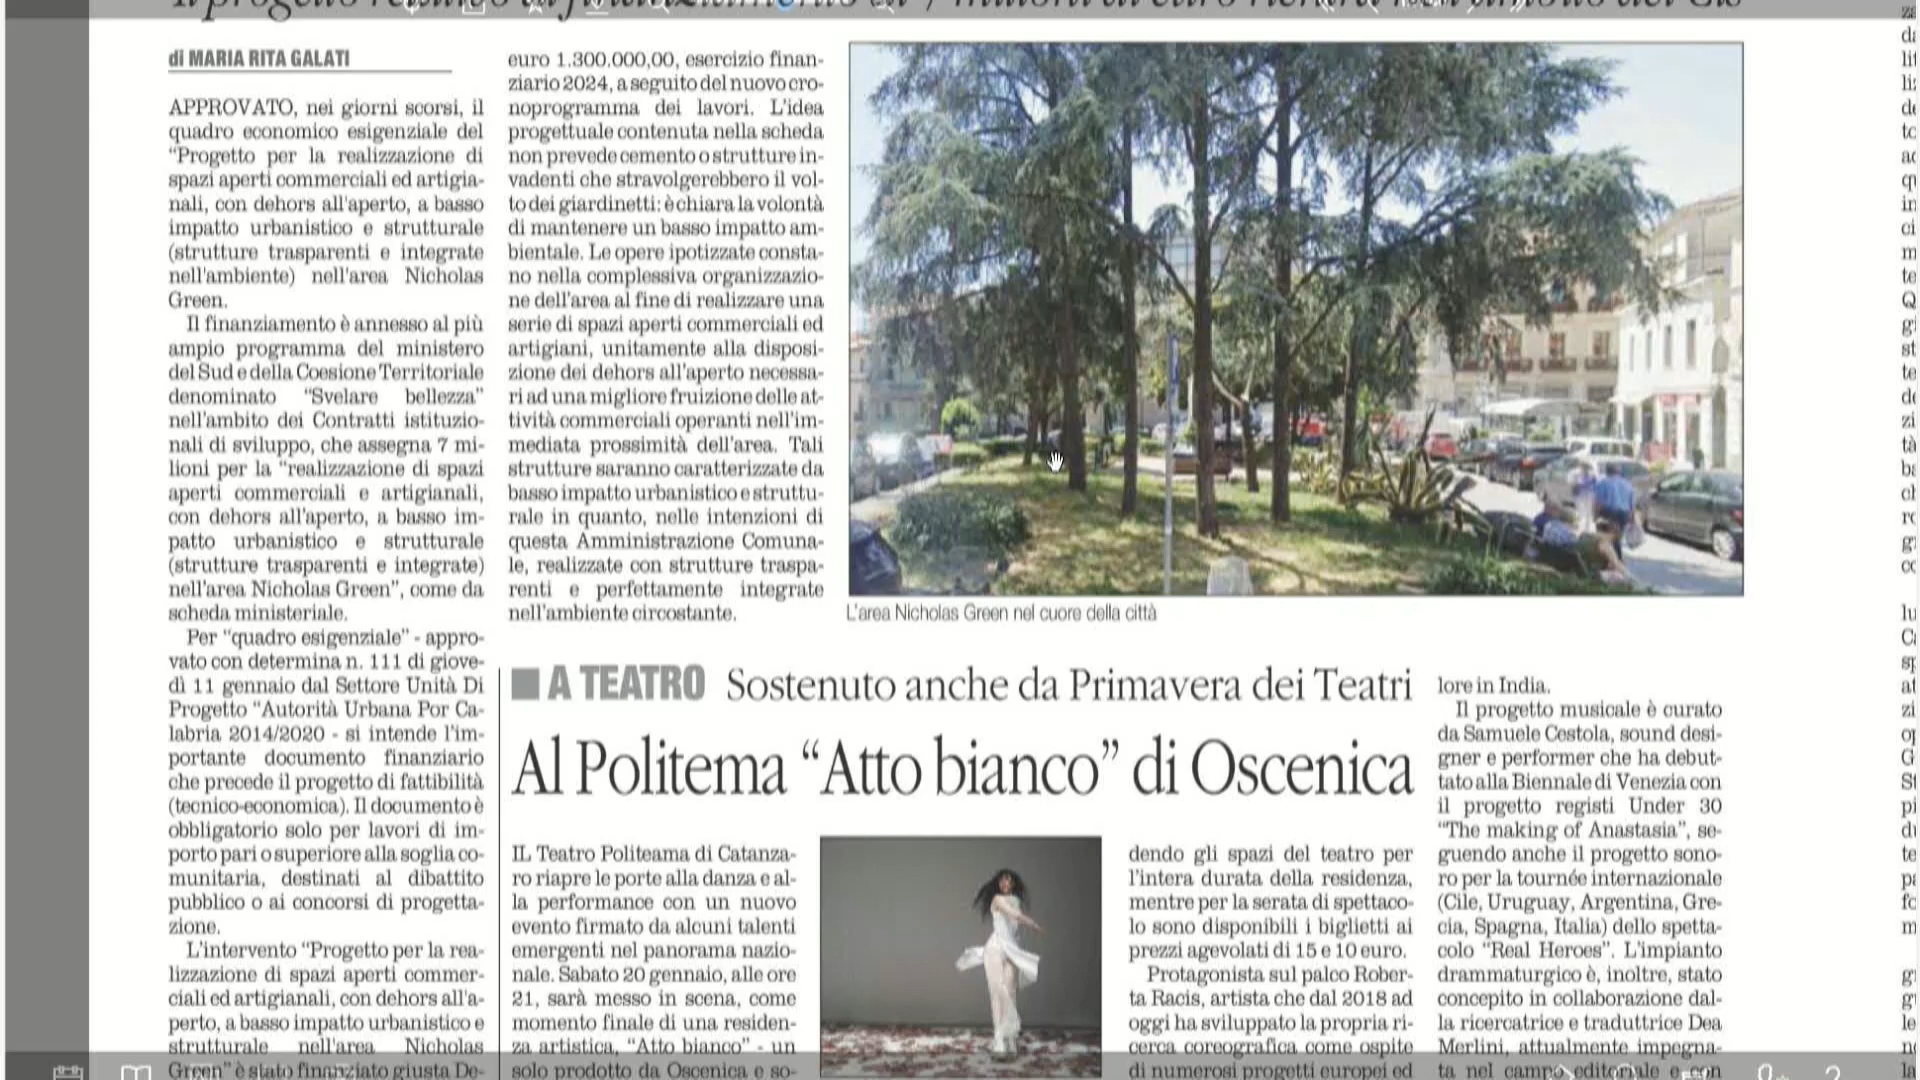 di MARIA RITA GALATI
APPROVATO, nei giorni scorsi, il
quadro economico esigenziale del
“Progetto per la realizzazione di
spazi aperti commerciali ed artigia-
nali, con dehors all'aperto, a basso
impatto urbanistico e strutturale
(strutture trasparenti e integrate
nell'ambiente) nell'area Nicholas
Green.
Il finanziamento è annesso al più
ampio programma del ministero
del Sud e della Coesione Territoriale
denominato “Svelare bellezza”
nell'ambito dei Contratti istituzio-
nali di sviluppo, che assegna 7 mi-
lioni per la “realizzazione di spazi
aperti commerciali e artigianali,
con dehors all'aperto, a basso im-
patto urbanistico e strutturale
(strutture trasparenti e integrate)
nell'area Nicholas Green”, come da
scheda ministeriale.
Per “quadro esigenziale” - appro-
vato con determina n. 111 di giove-
dì 11 gennaio dal Settore Unità Di
Progetto “Autorità Urbana Por Ca-
labria 2014/2020 - si intende l'im-
portante documento finanziario
che precede il progetto di fattibilità
(tecnico-economica). Il documento è
obbligatorio solo per lavori di im-
porto pari o superiore alla soglia co-
munitaria, destinati al dibattito
pubblico o ai concorsi di progetta-
zione.
L'intervento “Progetto per la rea-
lizzazione di spazi aperti commer-
ciali ed artigianali, con dehors all'a-
perto, a basso impatto urbanistico e
strutturale nell'area Nicholas
Green” è stato finanziato giusta De-
euro 1.300.000,00, esercizio finan-
ziario 2024, a seguito del nuovo cro-
noprogramma dei lavori. L'idea
progettuale contenuta nella scheda
non prevede cemento o strutture in-
vadenti che stravolgerebbero il vol-
to dei giardinetti: è chiara la volontà
di mantenere un basso impatto am-
bientale. Le opere ipotizzate consta-
no nella complessiva organizzazio-
ne dell'area al fine di realizzare una
serie di spazi aperti commerciali ed
artigiani, unitamente alla disposi-
zione dei dehors all'aperto necessa-
ri ad una migliore fruizione delle at-
tività commerciali operanti nell'im-
mediata prossimità dell'area. Tali
strutture saranno caratterizzate da
basso impatto urbanistico e struttu-
rale in quanto, nelle intenzioni di
questa Amministrazione Comuna-
le, realizzate con strutture traspa-
renti e perfettamente integrate
nell'ambiente circostante.
L'area Nicholas Green nel cuore della città
A TEATRO Sostenuto anche da Primavera dei Teatri
Al Politema “Atto bianco” di Oscenica
IL Teatro Politeama di Catanza-
ro riapre le porte alla danza e al-
la performance con un nuovo
evento firmato da alcuni talenti
emergenti nel panorama nazio-
nale. Sabato 20 gennaio, alle ore
21, sarà messo in scena, come
momento finale di una residen-
za artistica, “Atto bianco” - un
solo prodotto da Oscenica e so-
dendo gli spazi del teatro per
l'intera durata della residenza,
mentre per la serata di spettaco-
lo sono disponibili i biglietti ai
prezzi agevolati di 15 e 10 euro.
Protagonista sul palco Rober-
ta Racis, artista che dal 2018 ad
oggi ha sviluppato la propria ri-
cerca coreografica come ospite
di numerosi progetti europei ed
lore in India.
Il progetto musicale è curato
da Samuele Cestola, sound desi-
gner e performer che ha debut-
tato alla Biennale di Venezia con
il progetto registi Under 30
“The making of Anastasia”, se-
guendo anche il progetto sono-
ro per la tournée internazionale
(Cile, Uruguay, Argentina, Gre-
cia, Spagna, Italia) dello spetta-
colo “Real Heroes”. L'impianto
drammaturgico è, inoltre, stato
concepito in collaborazione dal-
la ricercatrice e traduttrice Dea
Merlini, attualmente impegna-
ta nel campo editoriale e con